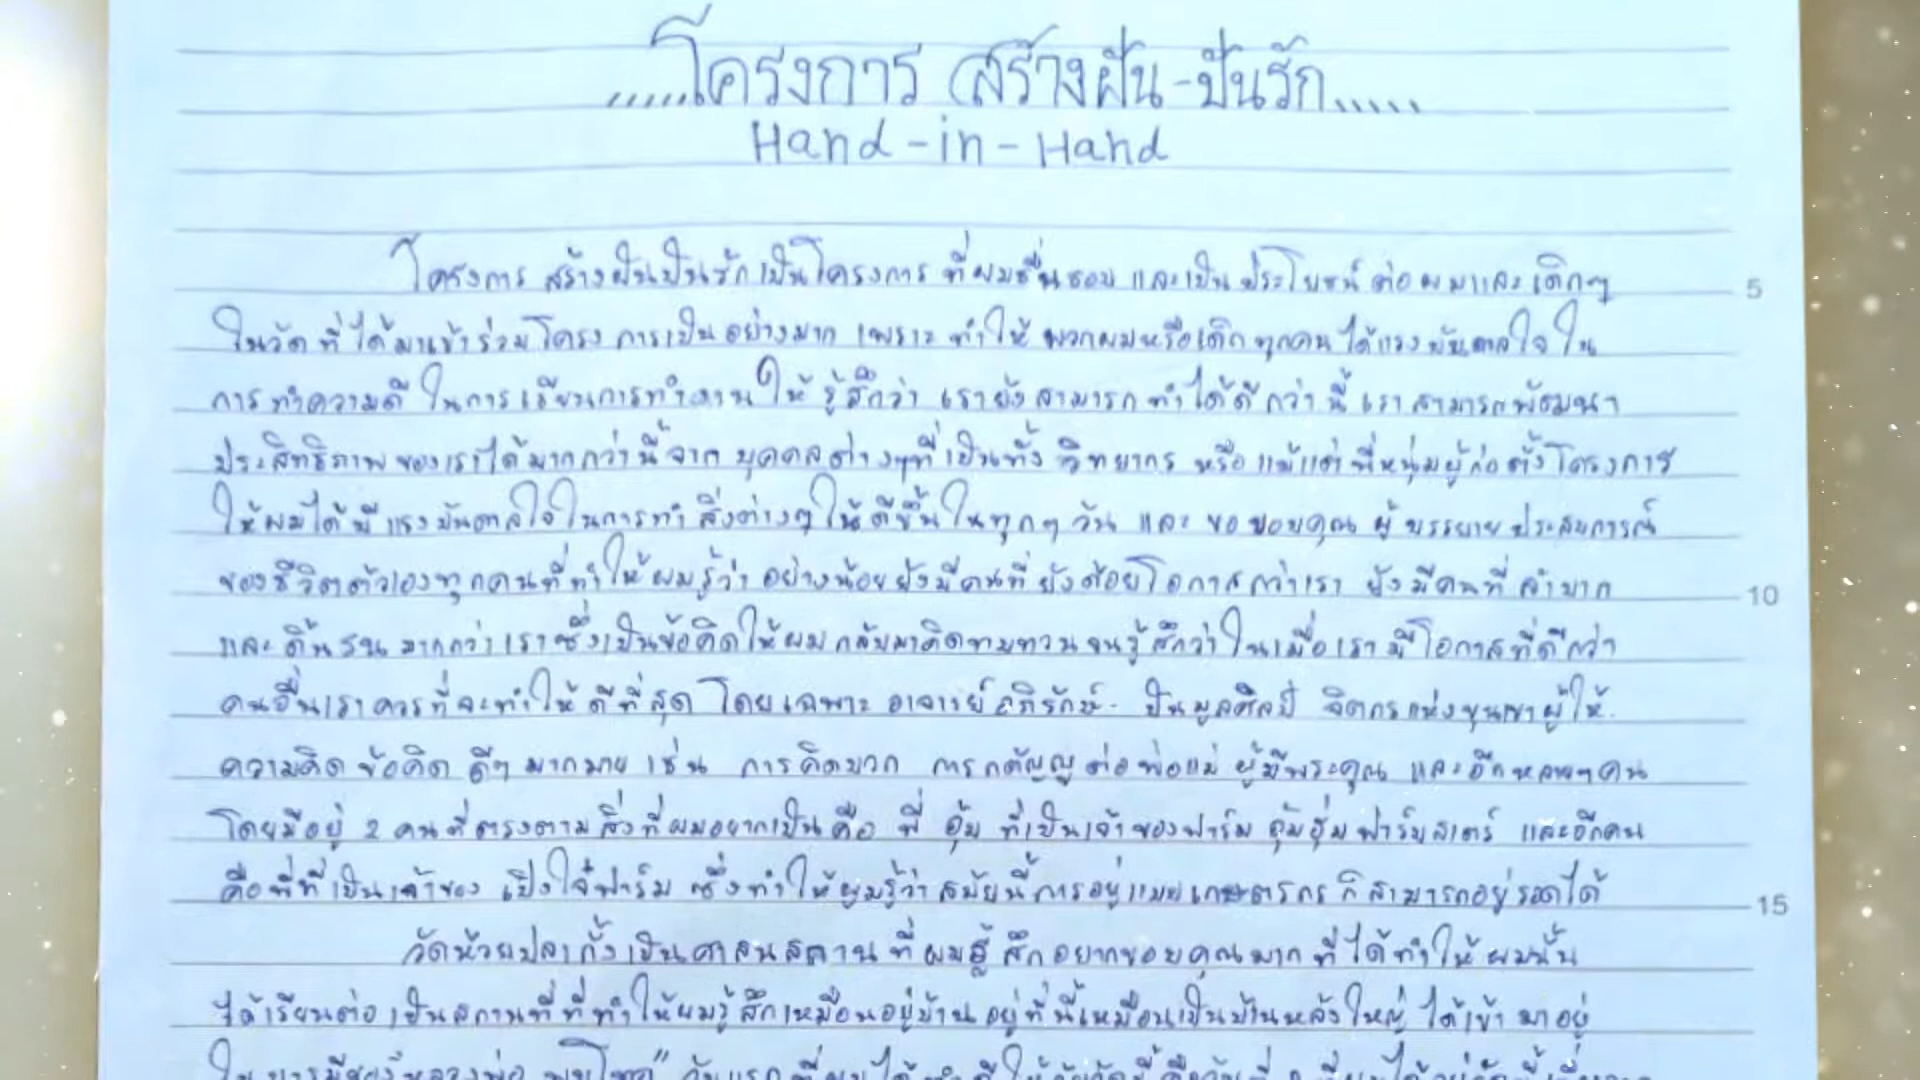 .....โครงการ สร้างฝัน-ปันรัก.....
Hand-in-Hand
โครงการ สร้างฝันปันรักเป็นโครงการ ที่ผมชื่นชอบ และเป็นประโยชน์ ต่อผมและเด็กๆ
5
ในวัดที่ได้มาเข้าร่วมโครงการเป็นอย่างมาก เพราะ ทำให้ พวกผมหรือเด็กทุกคนได้แรงบันดาลใจใน
การทำความดี ในการเรียนการทำงานให้ รู้สึกว่า เรายังสามารถทำได้ดีกว่านี้ เราสามารถพัฒนา
ประสิทธิภาพของเราได้มากกว่านี้จาก บุคคลต่างๆที่เป็นทั้ง วิทยากร หรือแม้แต่พี่หนุ่มผู้ก่อตั้งโครงการ
ให้ผมได้มีแรงบันดาลใจในการทำ สิ่งต่างๆให้ดีขึ้นในทุกๆ วัน และ ขอขอบคุณ ผู้บรรยายประสบการณ์
ของชีวิตตัวเองทุกคนที่ทำให้ผมรู้ว่า อย่างน้อยยังมีคนที่ ยังด้อยโอกาสกว่าเรา ยังมีคนที่ ลำบาก
10
และดิ้นรนมากกว่าเราซึ่งเป็นข้อคิดให้ผมกลับมาคิดทบทวนจนรู้สึกว่าในเมื่อเรามีโอกาสที่ดีกว่า
คนอื่นเราควรที่จะทำให้ดีที่สุด โดยเฉพาะ อาจารย์ ปันมูลศิลป์ จิตกรแห่งขุนเขาผู้ให้
ความคิด ข้อคิด ดีๆ มากมาย เช่น การคิดบวก การกตัญญูต่อพ่อแม่ ผู้มีพระคุณ และอีกหลายๆคน
โดยมีอยู่ 2 คนที่ตรงตามสิ่งที่ผมอยากเป็นคือ พี่ อุ้ม ที่เป็นเจ้าของฟาร์ม อุ้มฮุ่มฟาร์มสเตร์ และอีกคน
คือพี่ที่เป็นเจ้าของ เปิงใจ๋ฟาร์ม ซึ่งทำให้ผมรู้ว่าสมัยนี้การอยู่แบบเกษตรกร ก็สามารถอยู่รอดได้
15
วัดห้วยปลากั้งเป็นศาสนสถานที่ผมรู้สึกอยากขอบคุณมากที่ได้ทำให้ผมนั้น
ได้เรียนต่อ เป็นสถานที่ที่ทำให้ผมรู้สึกเหมือนอยู่บ้าน อยู่ที่นี้เหมือนเป็นบ้านหลังใหญ่ ได้เข้ามาอยู่